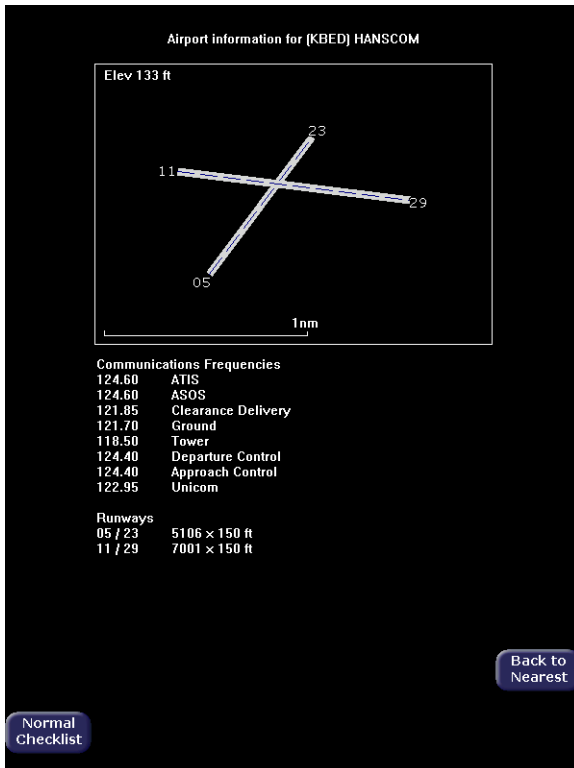 Airport information for (KBED) HANSCOM
Elev 133 ft
23
11
29
05
1nm
Communications Frequencies
124.60 ATIS
124.60 ASOS
121.85 Clearance Delivery
121.70 Ground
118.50 Tower
124.40 Departure Control
124.40 Approach Control
122.95 Unicom
Runways
05 / 23 5106 x 150 ft
11 / 29 7001 x 150 ft
Back to
Nearest
Normal
Checklist